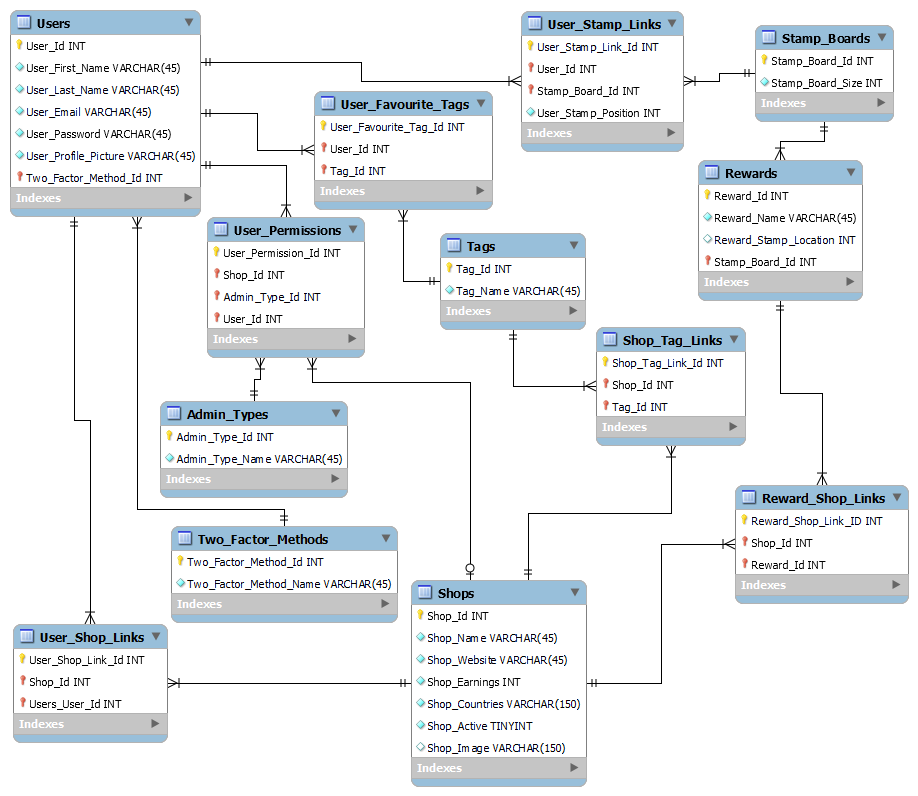 Users
User_Id INT
User_First_Name VARCHAR(45)
User_Last_Name VARCHAR(45)
User_Email VARCHAR(45)
User_Password VARCHAR(45)
User_Profile_Picture VARCHAR(45)
Two_Factor_Method_Id INT
Indexes
User_Stamp_Links
User_Stamp_Link_Id INT
User_Id INT
Stamp_Board_Id INT
User_Stamp_Position INT
Indexes
Stamp_Boards
Stamp_Board_Id INT
Stamp_Board_Size INT
Indexes
User_Favourite_Tags
User_Favourite_Tag_Id INT
User_Id INT
Tag_Id INT
Indexes
Rewards
Reward_Id INT
Reward_Name VARCHAR(45)
Reward_Stamp_Location INT
Stamp_Board_Id INT
Indexes
User_Permissions
User_Permission_Id INT
Shop_Id INT
Admin_Type_Id INT
User_Id INT
Indexes
Tags
Tag_Id INT
Tag_Name VARCHAR(45)
Indexes
Shop_Tag_Links
Shop_Tag_Link_Id INT
Shop_Id INT
Tag_Id INT
Indexes
Admin_Types
Admin_Type_Id INT
Admin_Type_Name VARCHAR(45)
Indexes
Reward_Shop_Links
Reward_Shop_Link_ID INT
Shop_Id INT
Reward_Id INT
Indexes
Two_Factor_Methods
Two_Factor_Method_Id INT
Two_Factor_Method_Name VARCHAR(45)
Indexes
Shops
Shop_Id INT
Shop_Name VARCHAR(45)
Shop_Website VARCHAR(45)
Shop_Earnings INT
Shop_Countries VARCHAR(150)
Shop_Active TINYINT
Shop_Image VARCHAR(150)
Indexes
User_Shop_Links
User_Shop_Link_Id INT
Shop_Id INT
Users_User_Id INT
Indexes